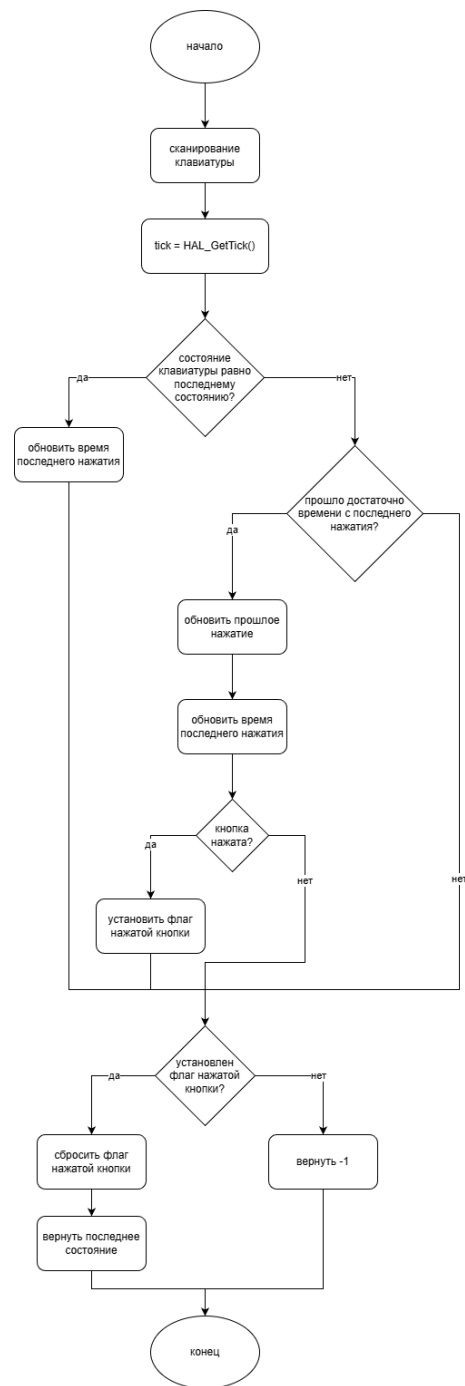 начало
сканирование
клавиатуры
tick = HAL_GetTick()
состояние
клавиатуры равно
последнему
состоянию?
да
нет
обновить время
последнего нажатия
прошло достаточно
времени с последнего
нажатия?
да
обновить прошлое
нажатие
обновить время
последнего нажатия
кнопка
нажата?
да
нет
нет
установить флаг
нажатой кнопки
установлен
флаг нажатой
кнопки?
да
нет
сбросить флаг
нажатой кнопки
вернуть -1
вернуть последнее
состояние
конец